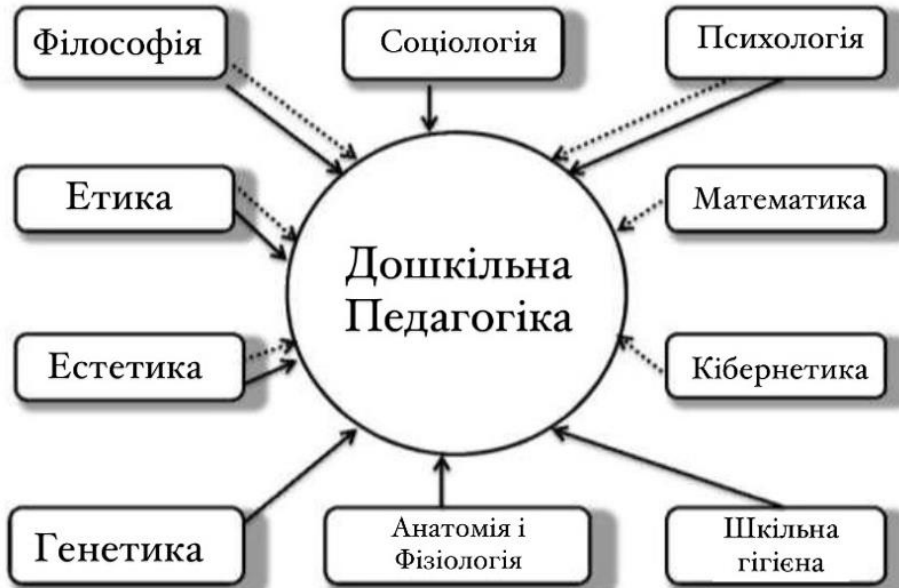 Філософія
Соціологія
Психологія
Етика
Математика
Дошкільна
Педагогіка
Естетика
Кібернетика
Генетика
Анатомія і
Фізіологія
Шкільна
гігієна